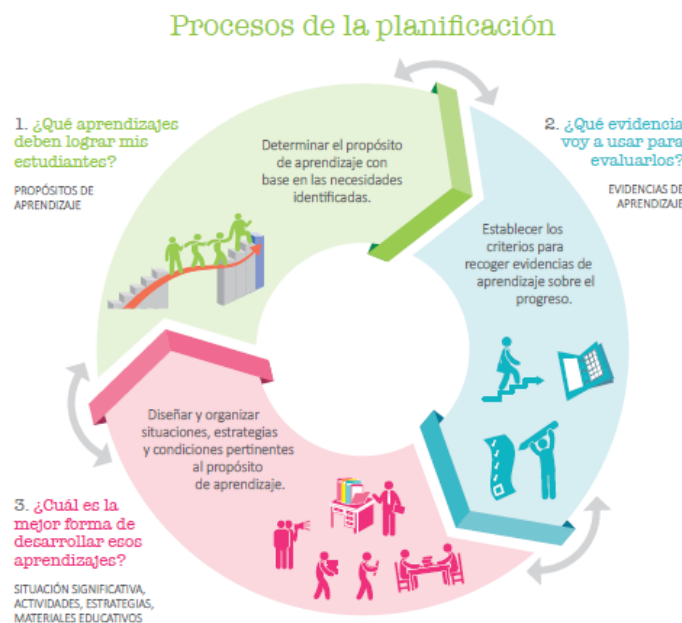 Procesos de la planificación
1. ¿Qué aprendizajes
deben lograr mis
estudiantes?
PROPÓSITOS DE
APRENDIZAJE
Determinar el propósito
de aprendizaje con
base en las necesidades
identificadas.
2. ¿Qué evidencia
voy a usar para
evaluarlos?
EVIDENCIAS DE
APRENDIZAJE
Establecer los
criterios para
recoger evidencias de
aprendizaje sobre el
progreso.
Diseñar y organizar
situaciones, estrategias
y condiciones pertinentes
al propósito
de aprendizaje.
3. ¿Cuál es la
mejor forma de
desarrollar esos
aprendizajes?
SITUACIÓN SIGNIFICATIVA,
ACTIVIDADES, ESTRATEGIAS,
MATERIALES EDUCATIVOS